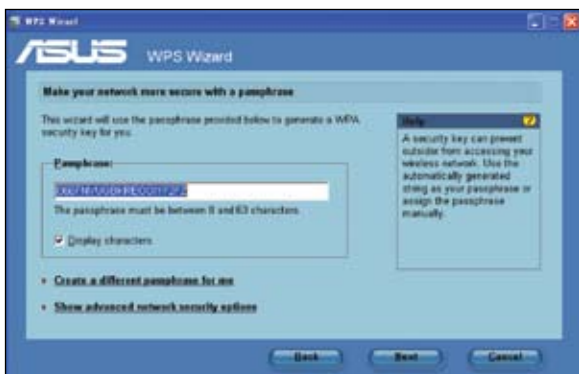 WPS Wizard
ASUS WPS Wizard
Make your network more secure with a passphrase
This wizard will use the passphrase provided below to generate a WPA
security key for you.
Passphrase:
The passphrase must be between 8 and 63 characters
Display characters
Create a different passphrase for me
Show advanced network security options
Help
A security key can prevent
outsider from accessing your
wireless network. Use the
automatically generated
string as your passphrase or
assign the passphrase
manually.
Back
Next
Cancel